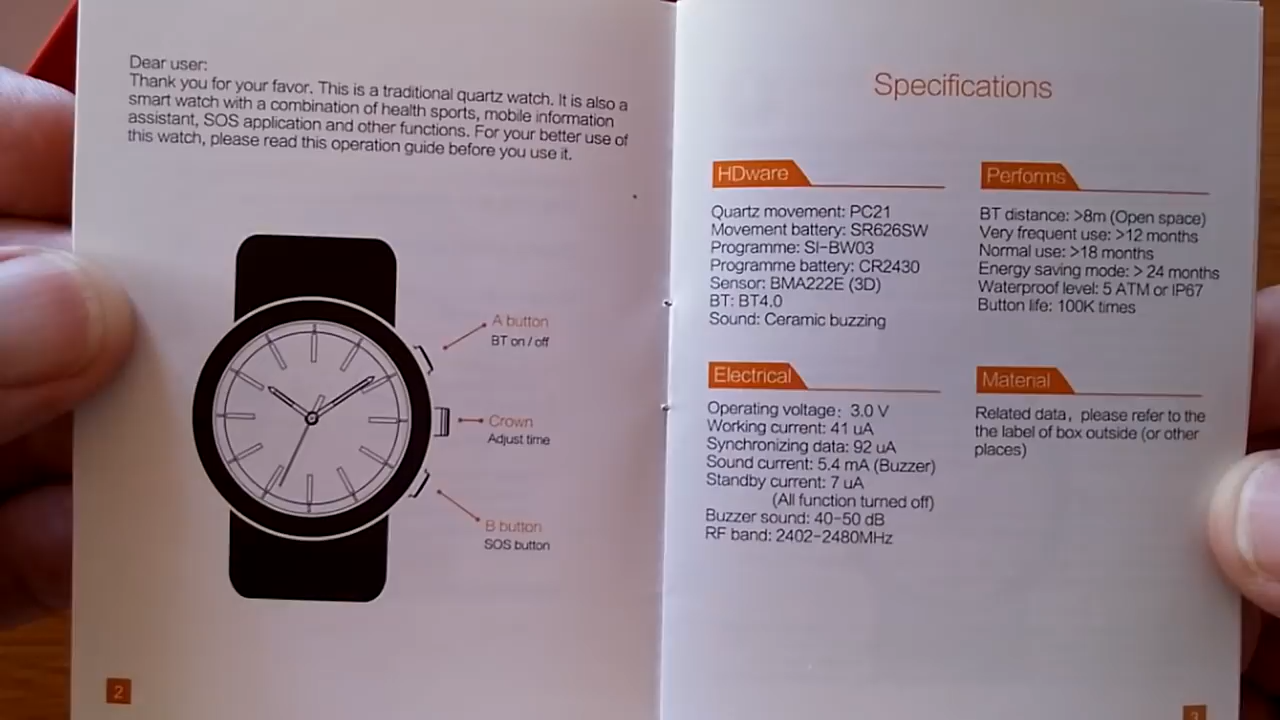 Dear user:
Thank you for your favor. This is a traditional quartz watch. It is also a
smart watch with a combination of health sports, mobile information
assistant, SOS application and other functions. For your better use of
this watch, please read this operation guide before you use it.
A button
BT on / off
Crown
Adjust time
B button
SOS button
2
Specifications
HDware
Quartz movement: PC21
Movement battery: SR626SW
Programme: SI-BW03
Programme battery: CR2430
Sensor: BMA222E (3D)
BT: BT4.0
Sound: Ceramic buzzing
Performs
BT distance: >8m (Open space)
Very frequent use: >12 months
Normal use: >18 months
Energy saving mode: > 24 months
Waterproof level: 5 ATM or IP67
Button life: 100K times
Electrical
Operating voltage: 3.0 V
Working current: 41 uA
Synchronizing data: 92 uA
Sound current: 5.4 mA (Buzzer)
Standby current: 7 uA
(All function turned off)
Buzzer sound: 40-50 dB
RF band: 2402-2480MHz
Material
Related data, please refer to the
the label of box outside (or other
places)
3